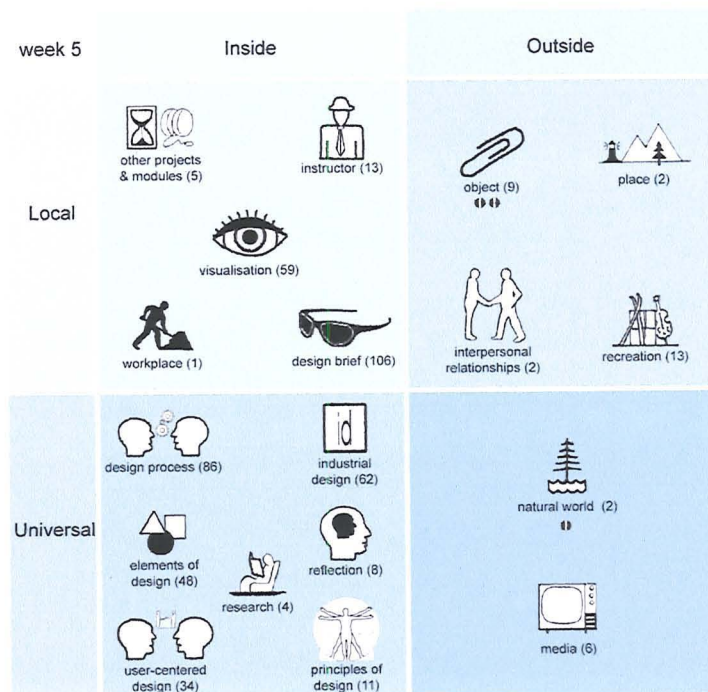 week 5
Inside
Outside
Local
other projects
& modules (5)
instructor (13)
visualisation (59)
workplace (1)
design brief (106)
object (9)
place (2)
interpersonal
relationships (2)
recreation (13)
Universal
design process (86)
industrial
design (62)
elements of
design (48)
research (4)
reflection (8)
user-centered
design (34)
principles of
design (11)
natural world (2)
media (6)